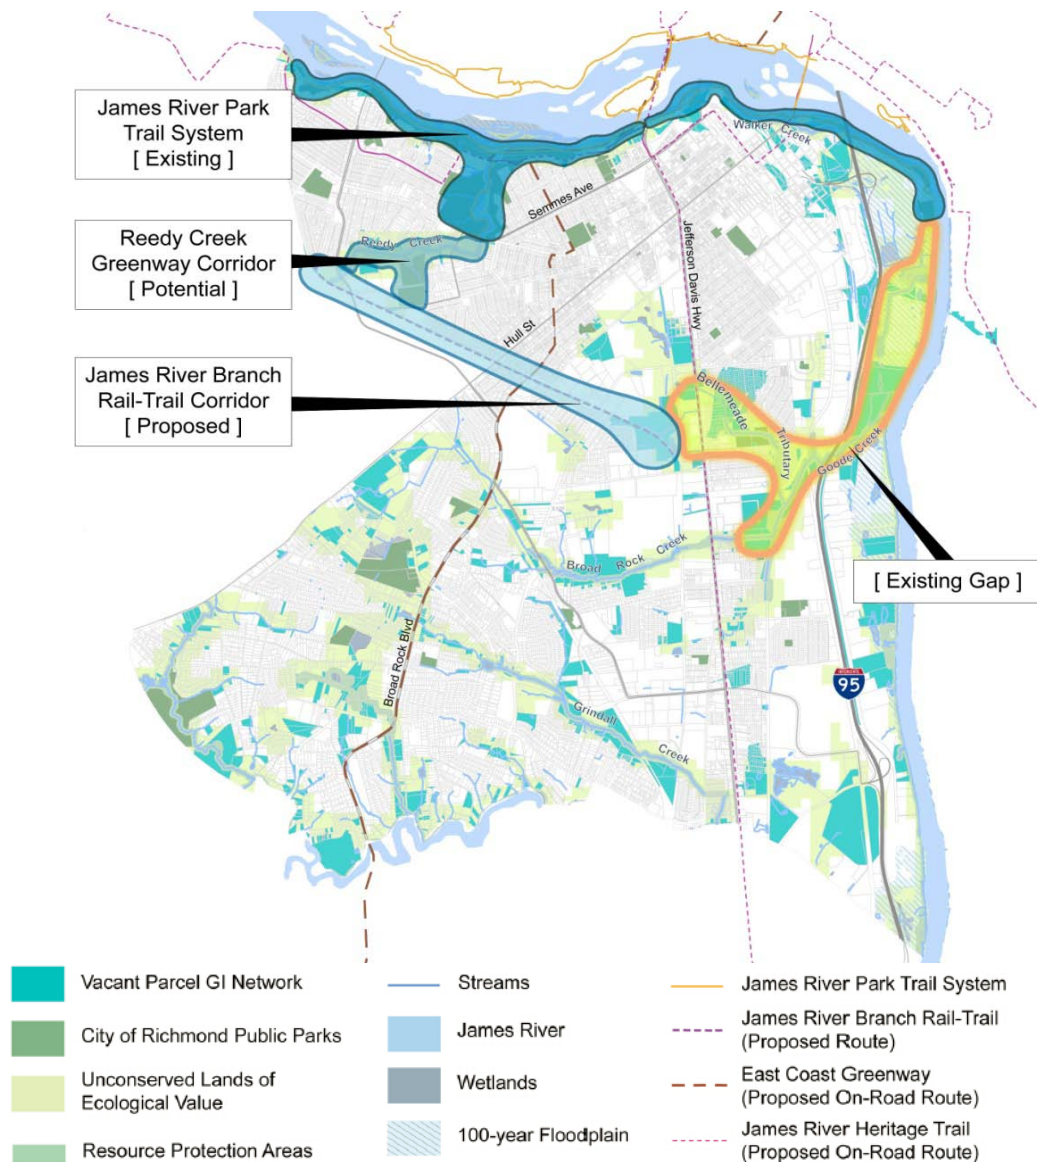 James River Park
Trail System
[ Existing ]
Reedy Creek
Greenway Corridor
[ Potential ]
James River Branch
Rail-Trail Corridor
[ Proposed ]
Walker Creek
Semmes Ave
Reedy Creek
Jefferson Davis Hwy
Hull St
Bellemeade
Tributary
Goode Creek
[ Existing Gap ]
Broad Rock Creek
Broad Rock Blvd
INTERSTATE
95
Grindall
Creek
Vacant Parcel GI Network
City of Richmond Public Parks
Unconserved Lands of
Ecological Value
Resource Protection Areas
Streams
James River
Wetlands
100-year Floodplain
James River Park Trail System
James River Branch Rail-Trail
(Proposed Route)
East Coast Greenway
(Proposed On-Road Route)
James River Heritage Trail
(Proposed On-Road Route)